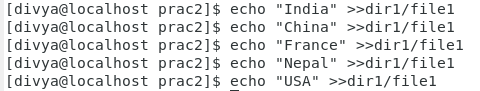 [divya@localhost prac2]$ echo "India" >>dir1/file1
[divya@localhost prac2]$ echo "China" >>dir1/file1
[divya@localhost prac2]$ echo "France" >>dir1/file1
[divya@localhost prac2]$ echo "Nepal" >>dir1/file1
[divya@localhost prac2]$ echo "USA" >>dir1/file1